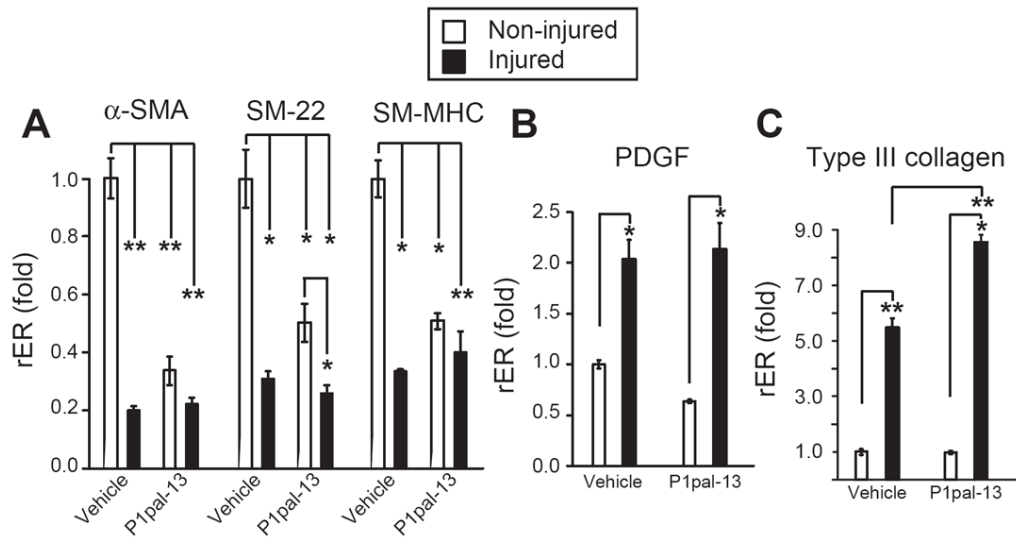 Non-injured
Injured
A
α-SMA
SM-22
SM-MHC
rER (fold)
1.0
0.8
0.6
0.4
0.2
0.0
**
**
**
*
*
*
*
*
*
**
Vehicle
P1pal-13
Vehicle
P1pal-13
Vehicle
P1pal-13
B
PDGF
rER (fold)
2.5
2.0
1.5
1.0
0.5
0.0
*
*
Vehicle
P1pal-13
C
Type III collagen
rER (fold)
9.0
7.0
5.0
3.0
1.0
**
**
*
Vehicle
P1pal-13